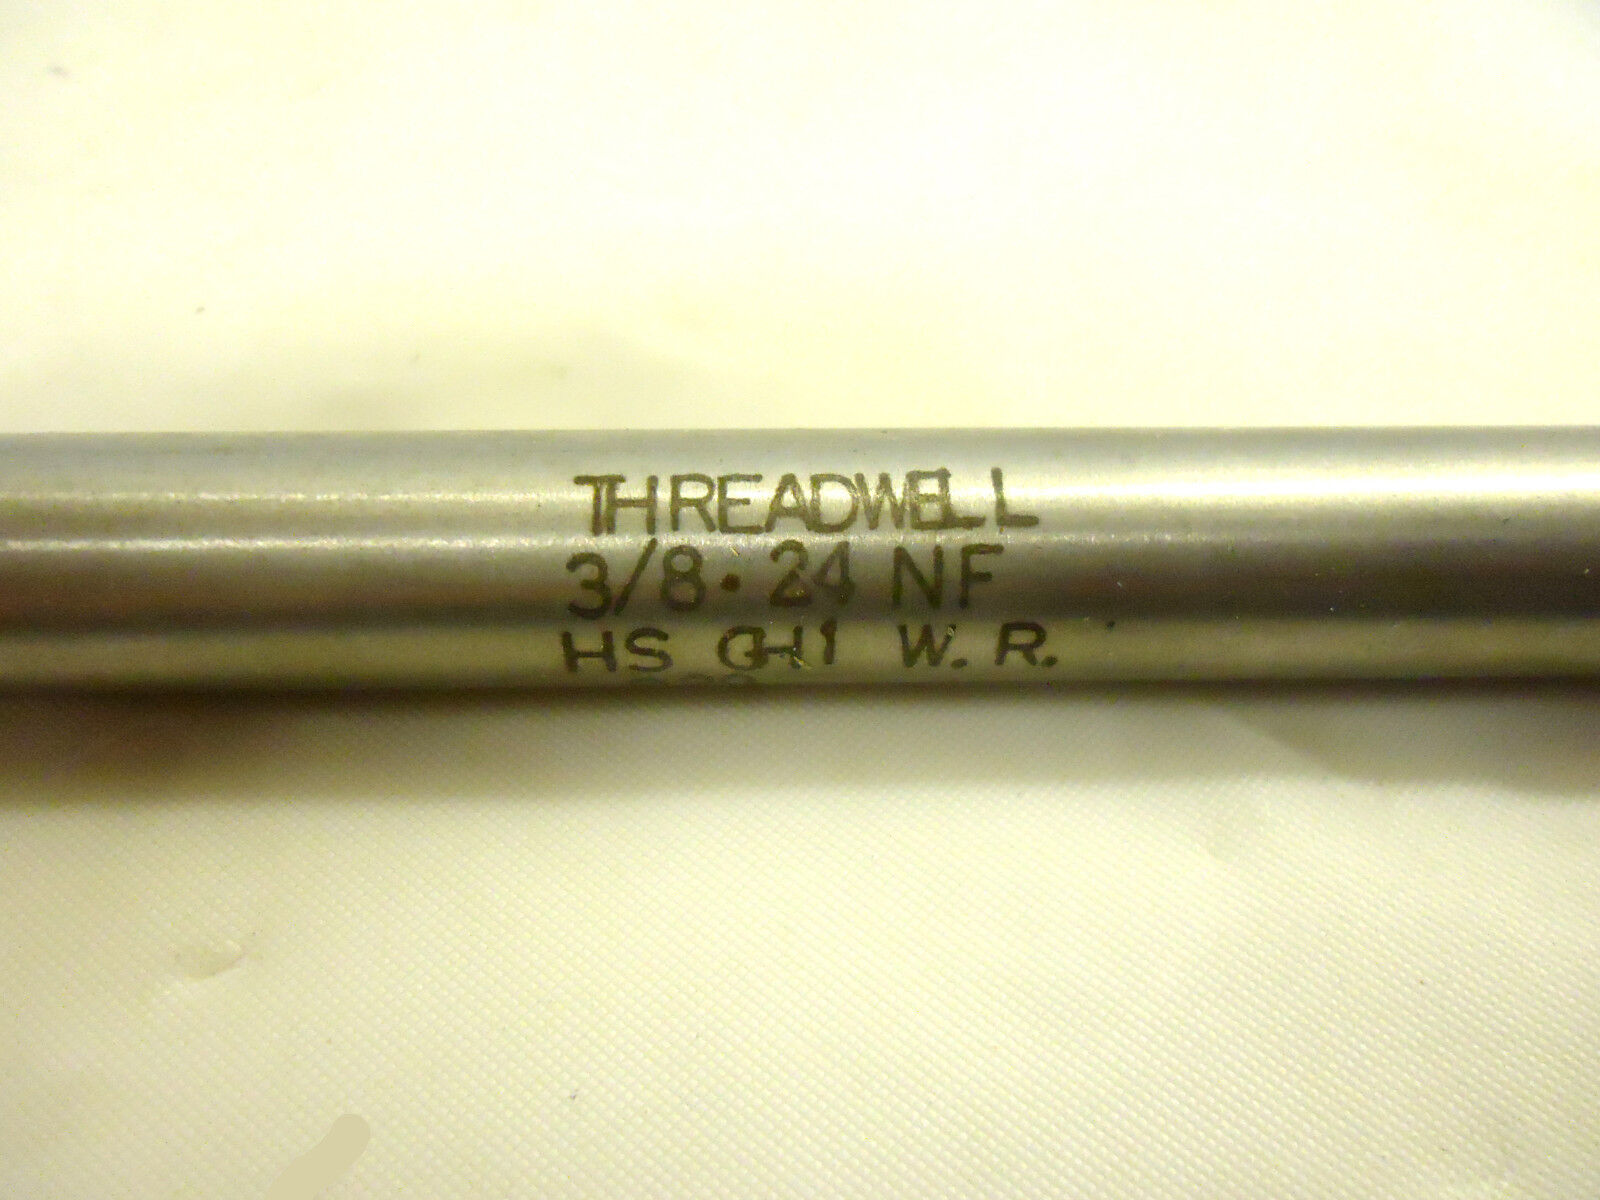 THREADWELL
3/8·24 NF
HS GH1 W.R.